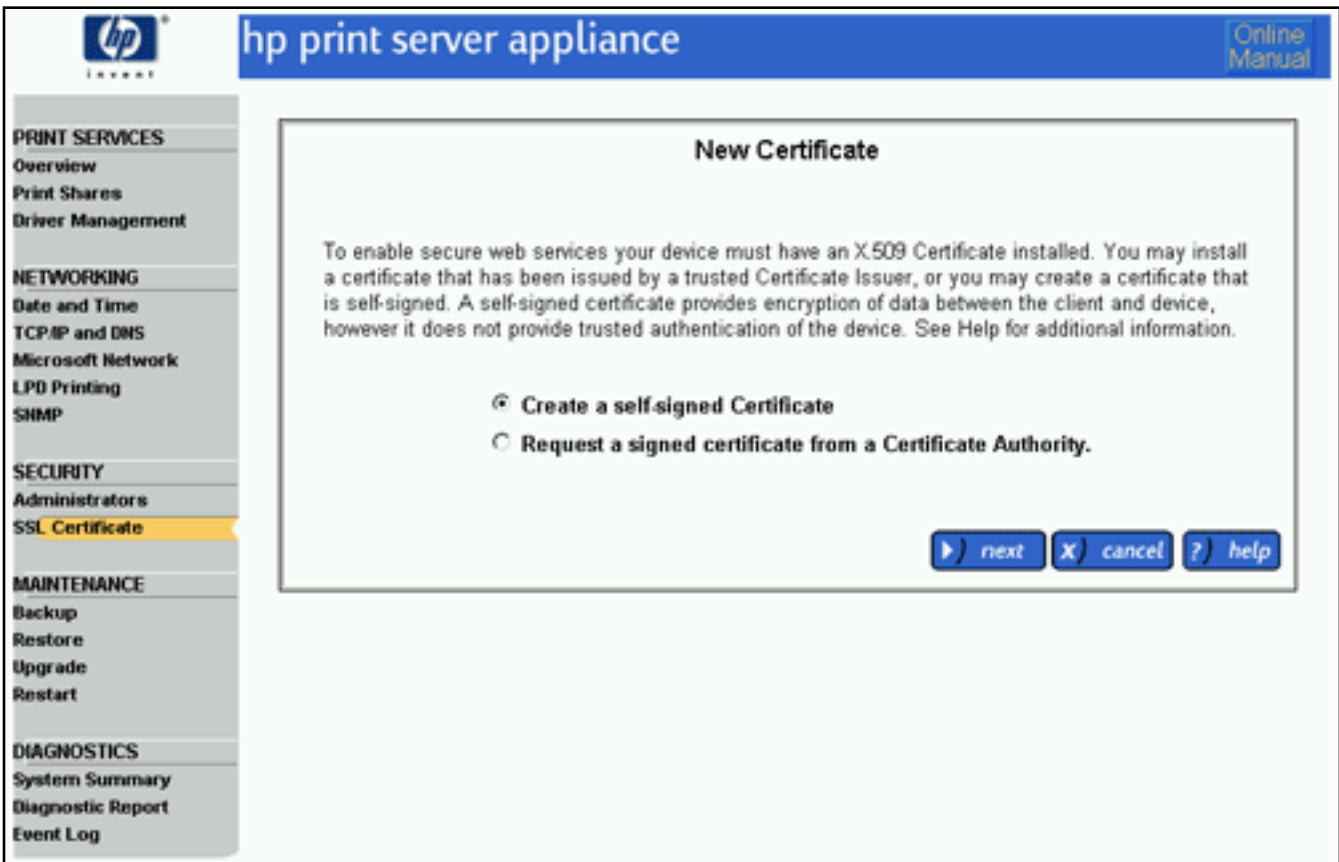 hp
invent
hp print server appliance
Online
Manual
PRINT SERVICES
Overview
Print Shares
Driver Management
NETWORKING
Date and Time
TCP/IP and DNS
Microsoft Network
LPD Printing
SNMP
SECURITY
Administrators
SSL Certificate
MAINTENANCE
Backup
Restore
Upgrade
Restart
DIAGNOSTICS
System Summary
Diagnostic Report
Event Log
New Certificate
To enable secure web services your device must have an X.509 Certificate installed. You may install
a certificate that has been issued by a trusted Certificate Issuer, or you may create a certificate that
is self-signed. A self-signed certificate provides encryption of data between the client and device,
however it does not provide trusted authentication of the device. See Help for additional information.
Create a self-signed Certificate
Request a signed certificate from a Certificate Authority.
next
X) cancel
?) help